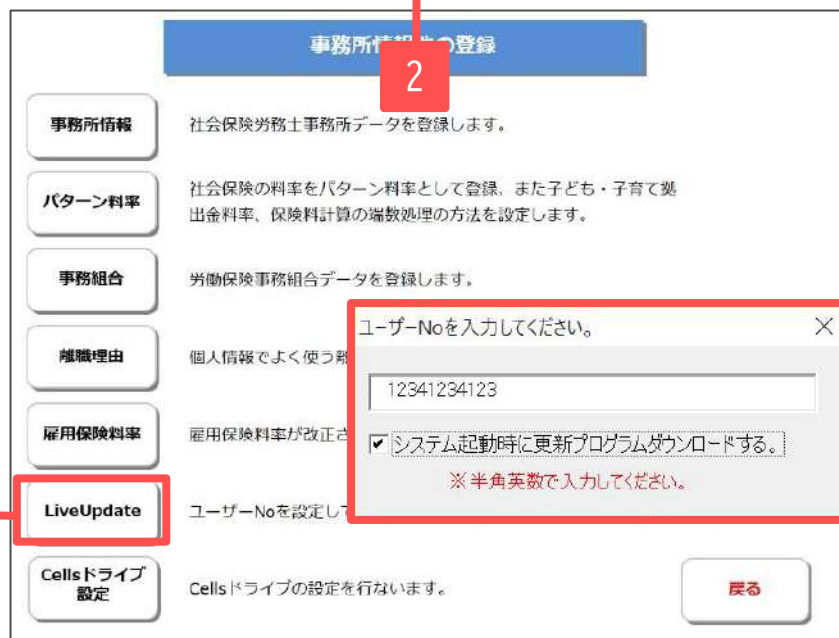 事務所情
の登録
2
事務所情報
社会保険労務士事務所データを登録します。
パターン料率
社会保険の料率をパターン料率として登録、また子ども・子育て拠
出金料率、保険料計算の端数処理の方法を設定します。
事務組合
労働保険事務組合データを登録します。
離職理由
個人情報でよく使う離
雇用保険料率
雇用保険料率が改正さ
LiveUpdate
ユーザーNoを設定して
Cellsドライブ
設定
Cellsドライブの設定を行ないます。
ユーザーNoを入力してください。
12341234123
システム起動時に更新プログラムダウンロードする。
※半角英数で入力してください。
戻る